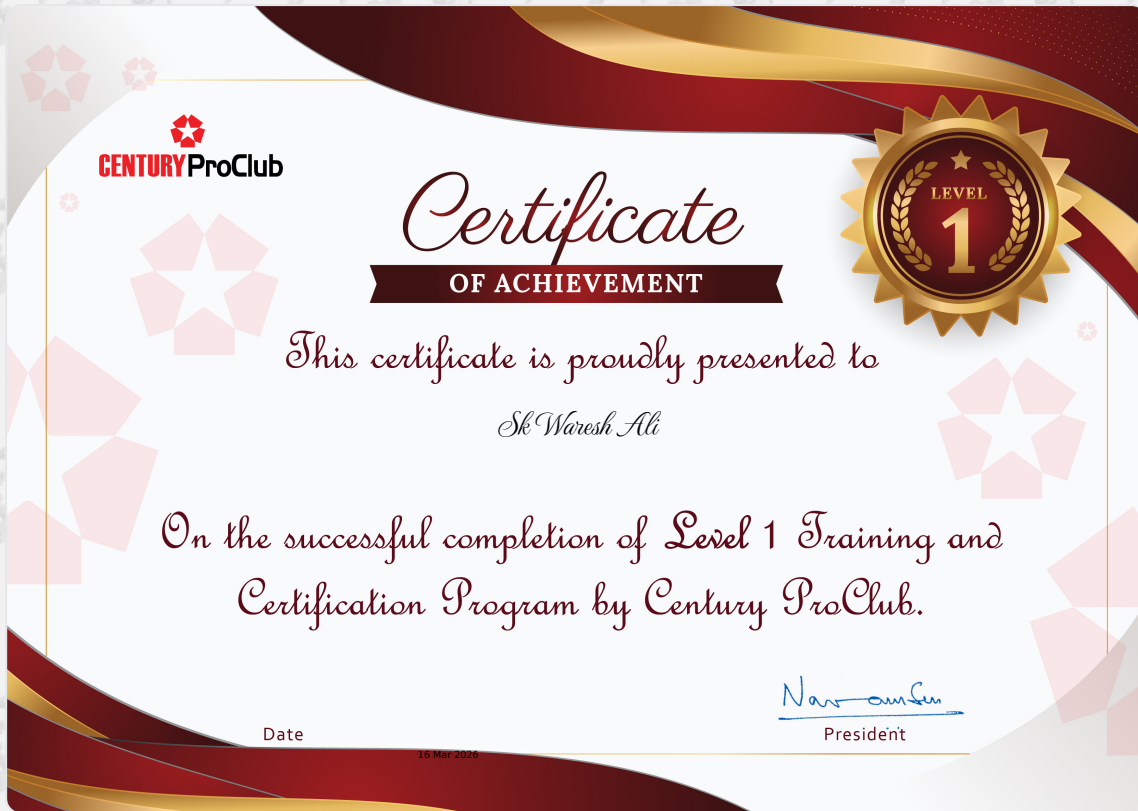 CENTURY ProClub
LEVEL
1
Certificate
OF ACHIEVEMENT
This certificate is proudly presented to
Sk Waresh Ali
On the successful completion of Level 1 Training and
Certification Program by Century ProClub.
Date
16 Mar 2026
President